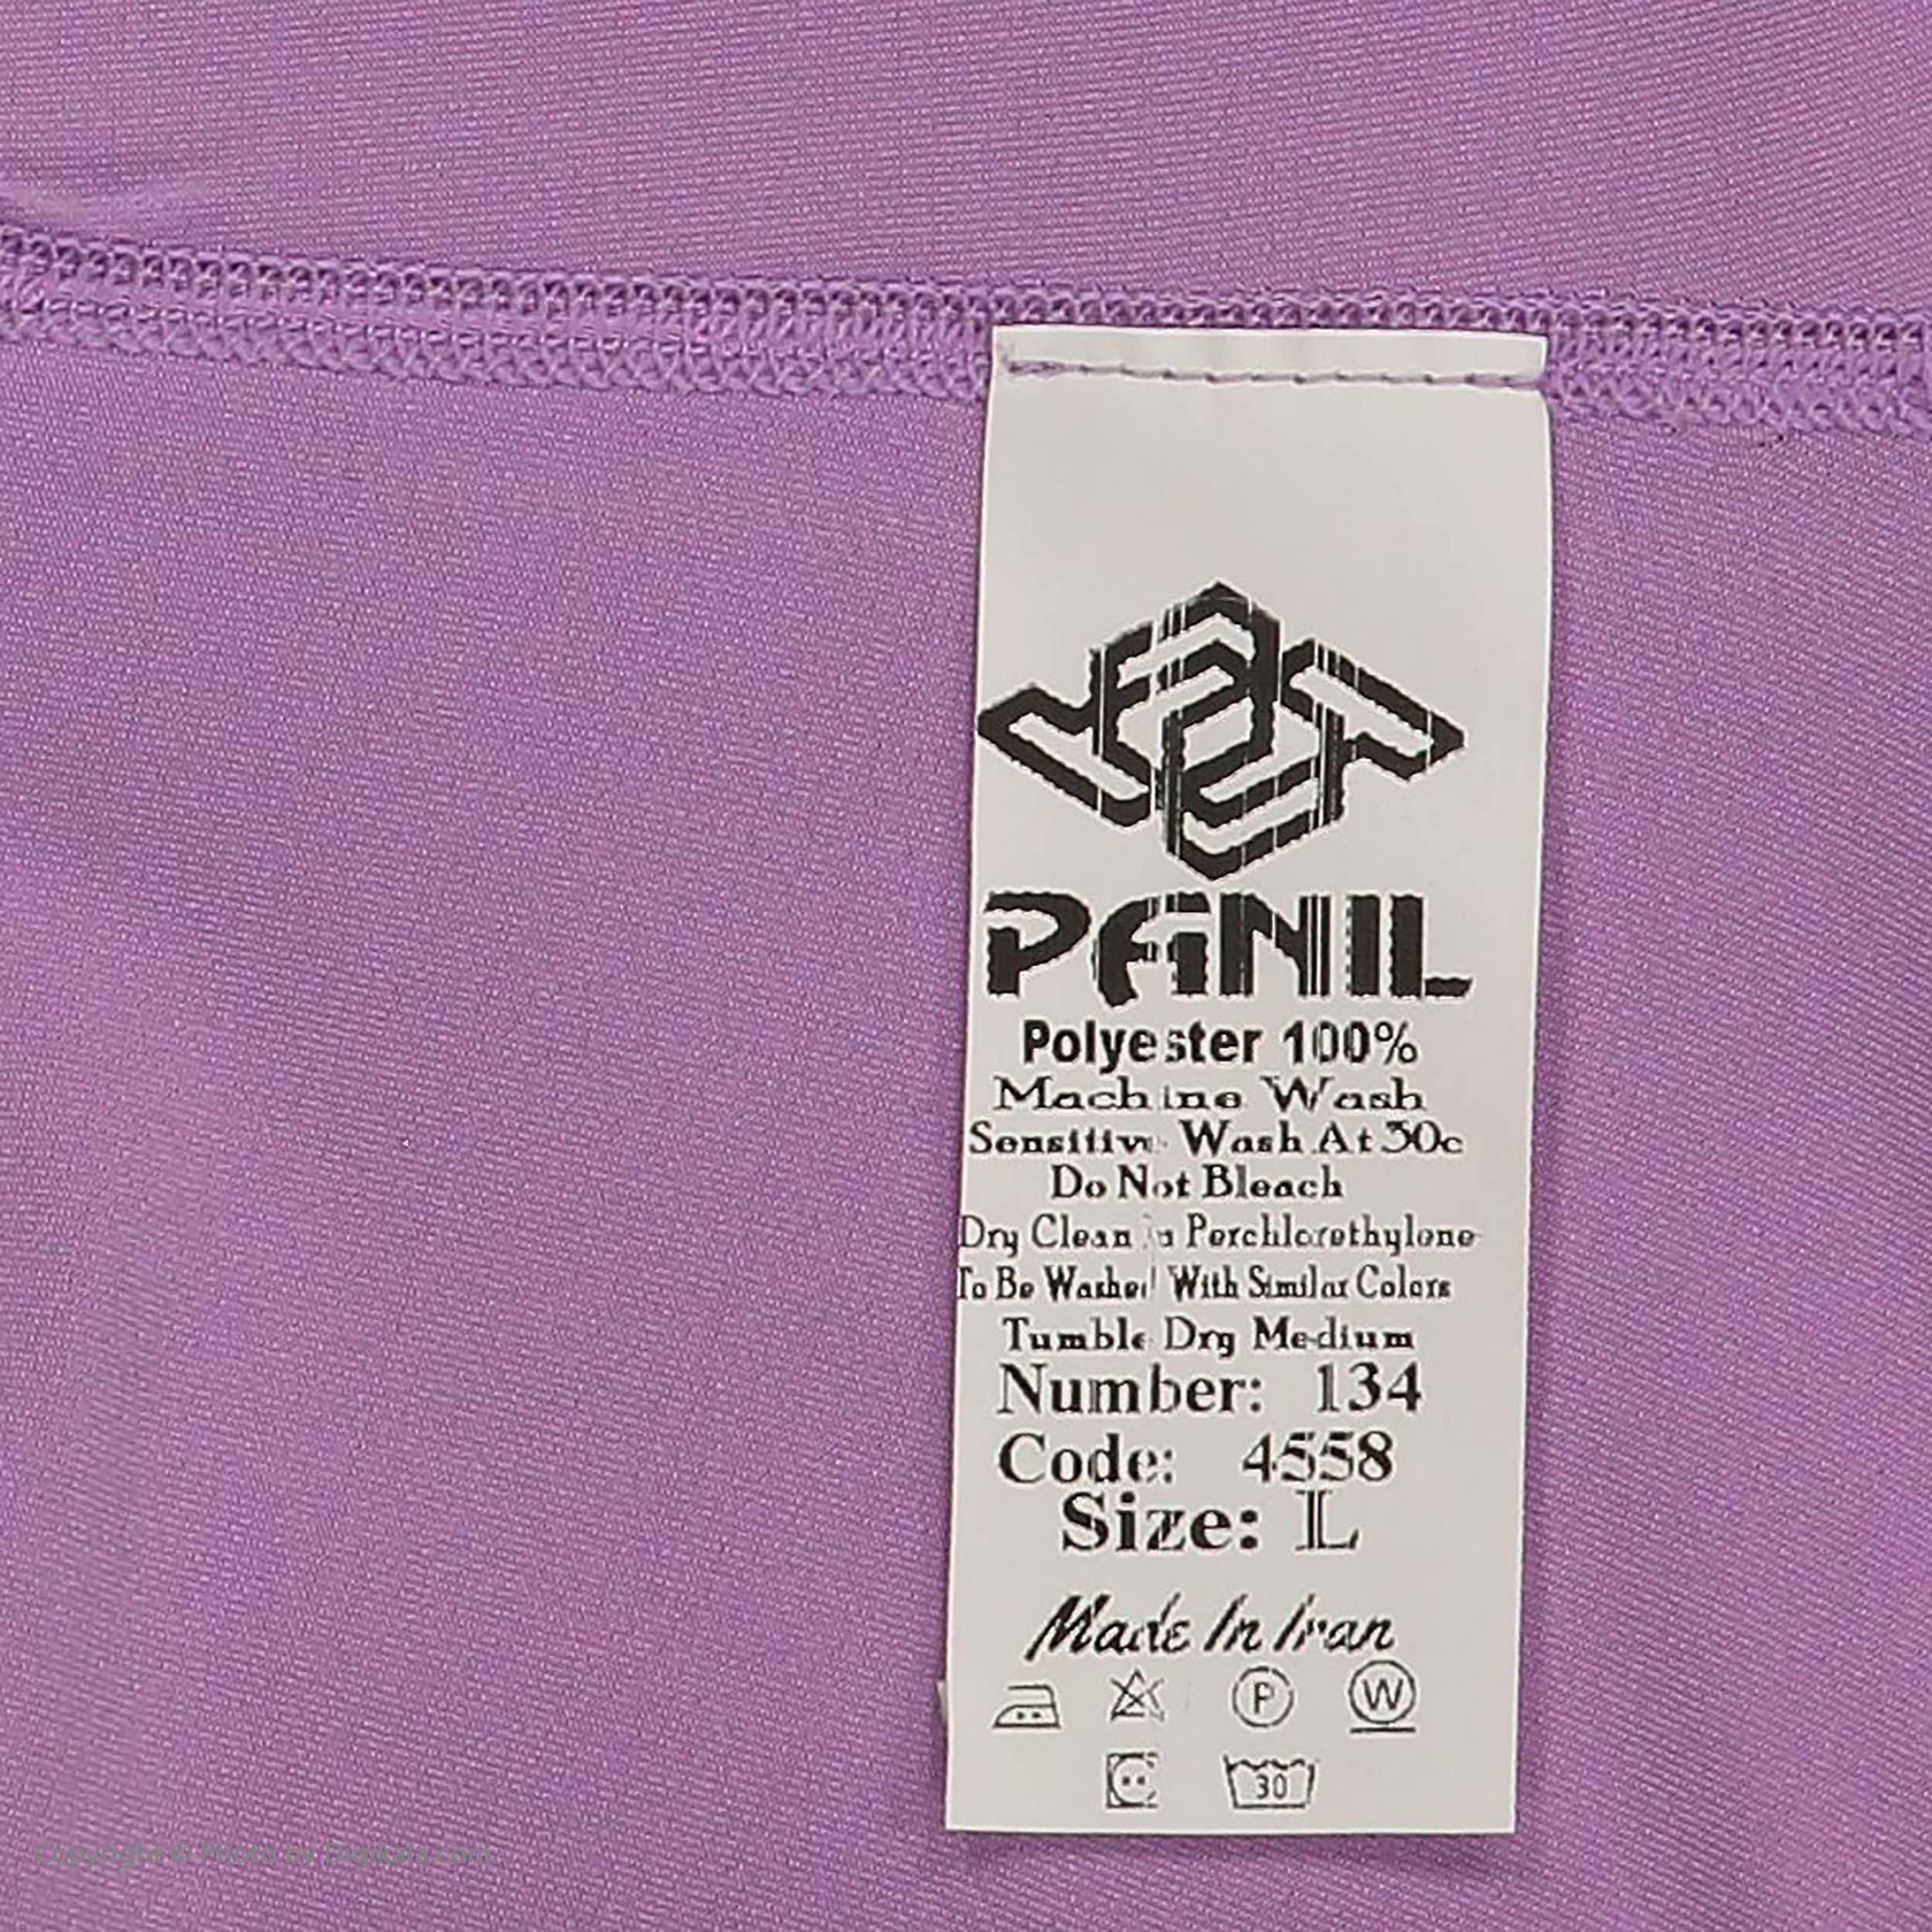 PANIL
Polyester 100%
Machine Wash
Sensitive Wash At 30c
Do Not Bleach
Dry Clean In Perchlorethylene
To Be Washed With Similar Colors
Tumble Dry Medium
Number: 134
Code: 4558
Size: L
Made In Iran
P W
30
Copyright © Photo by Digikala.com